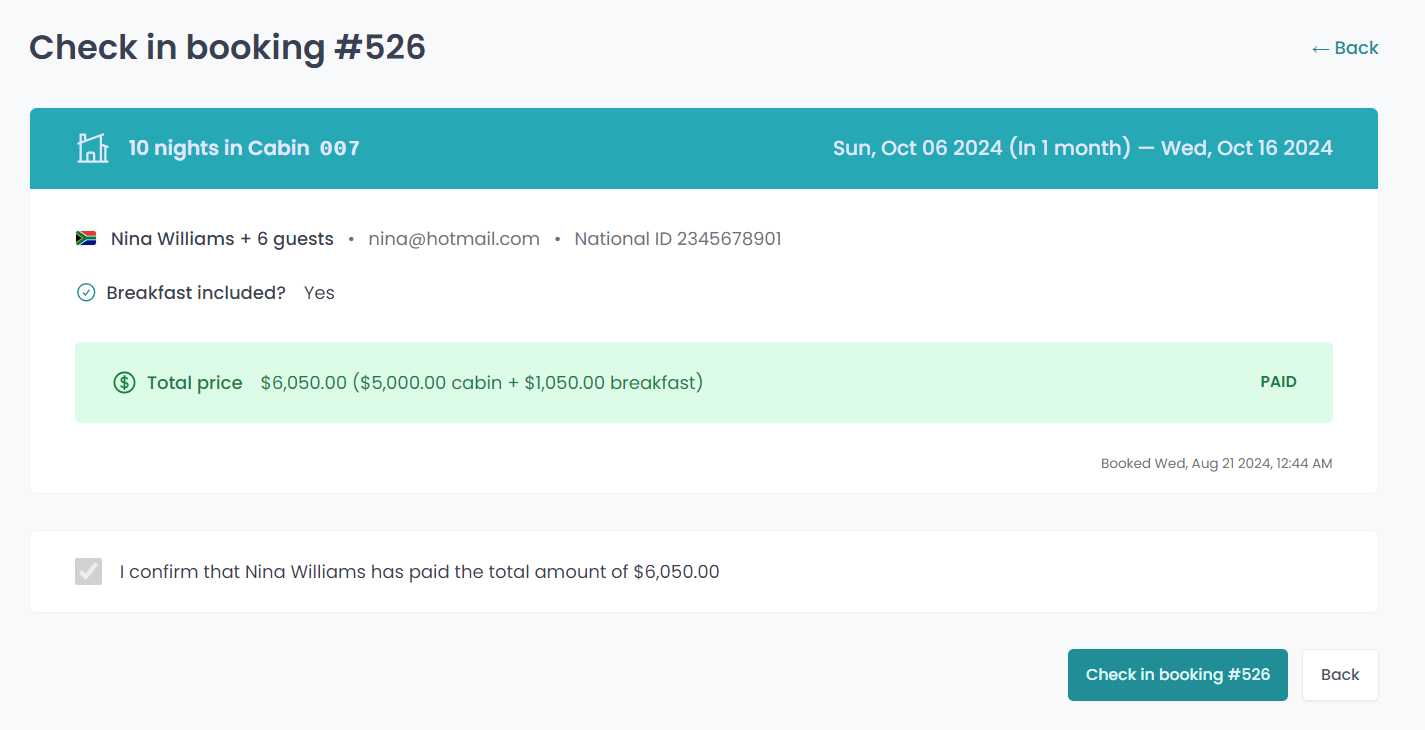 Check in booking #526
← Back
10 nights in Cabin 007
Sun, Oct 06 2024 (In 1 month) — Wed, Oct 16 2024
Nina Williams + 6 guests • nina@hotmail.com • National ID 2345678901
Breakfast included? Yes
Total price $6,050.00 ($5,000.00 cabin + $1,050.00 breakfast)
PAID
Booked Wed, Aug 21 2024, 12:44 AM
I confirm that Nina Williams has paid the total amount of $6,050.00
Check in booking #526
Back